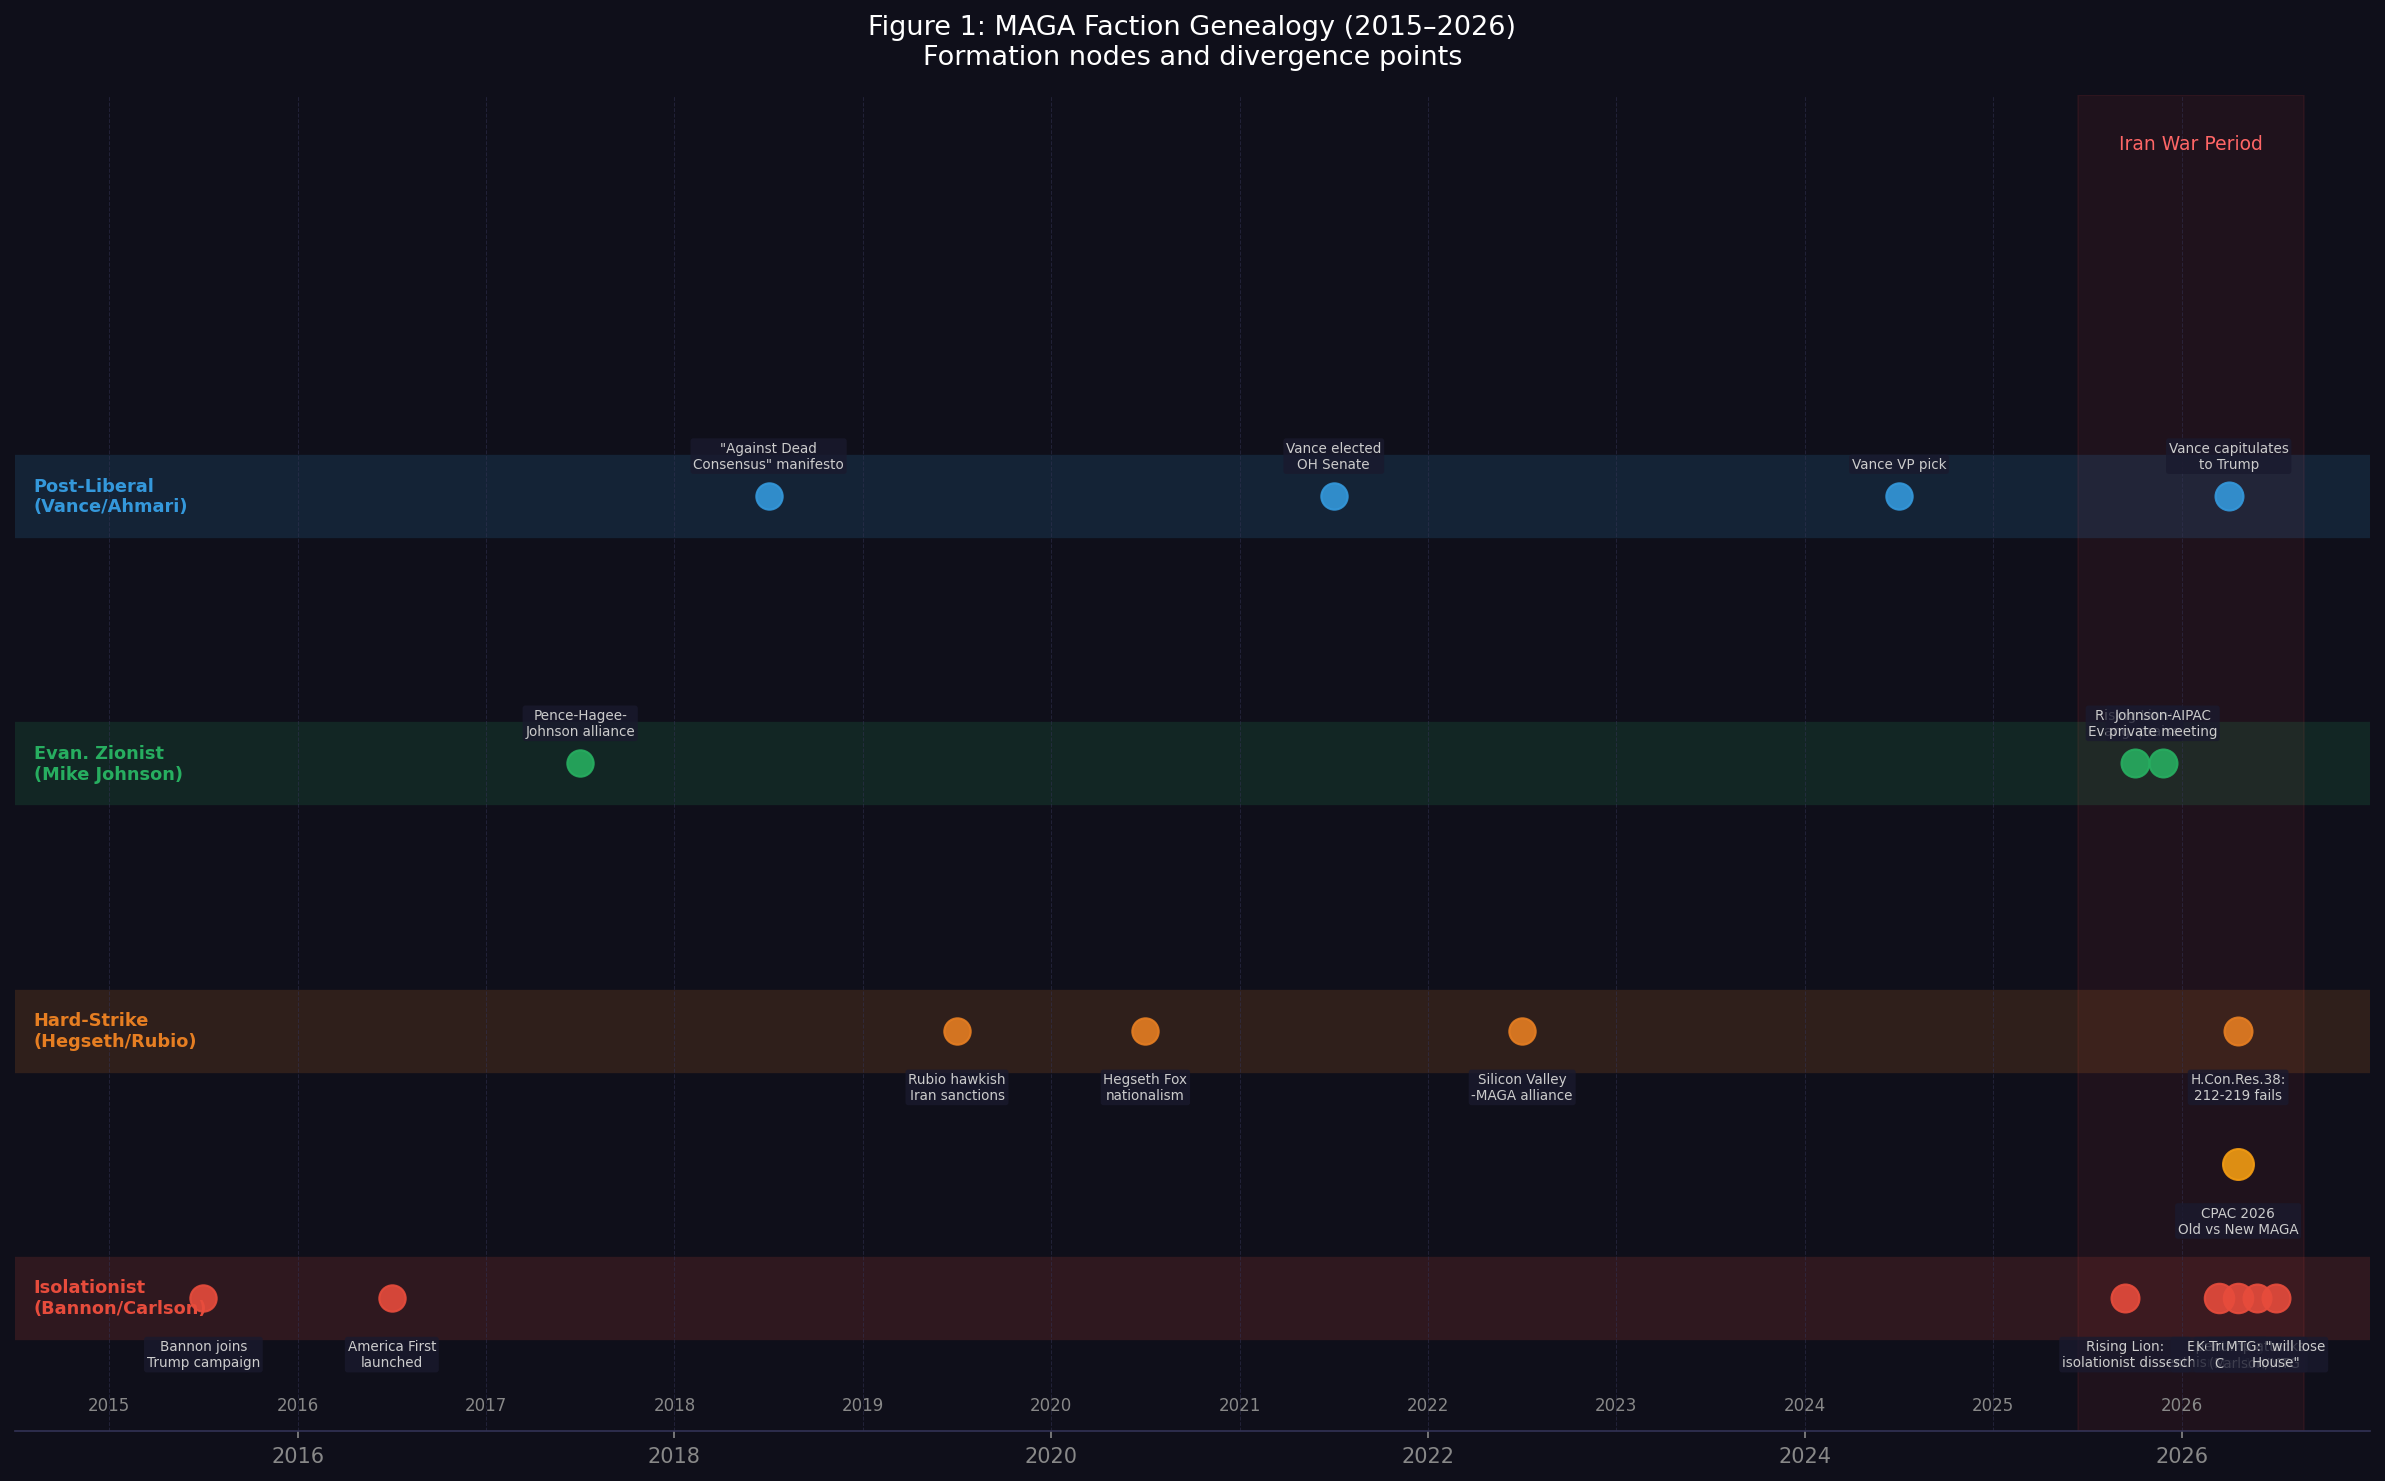 Figure 1: MAGA Faction Genealogy (2015–2026)
Formation nodes and divergence points
Iran War Period
"Against Dead
Consensus" manifesto
Vance elected
OH Senate
Vance VP pick
Vance capitulates
to Trump
Post-Liberal
(Vance/Ahmari)
Pence-Hagee-
Johnson alliance
Johnson-AIPAC
private meeting
Evan. Zionist
(Mike Johnson)
Hard-Strike
(Hegseth/Rubio)
Rubio hawkish
Iran sanctions
Hegseth Fox
nationalism
Silicon Valley
-MAGA alliance
H.Con.Res.38:
212-219 fails
CPAC 2026
Old vs New MAGA
Isolationist
(Bannon/Carlson)
Bannon joins
Trump campaign
America First
launched
Rising Lion:
isolationist
MTG: "will lose
House"
2015 2016 2017 2018 2019 2020 2021 2022 2023 2024 2025 2026
2016 2018 2020 2022 2024 2026